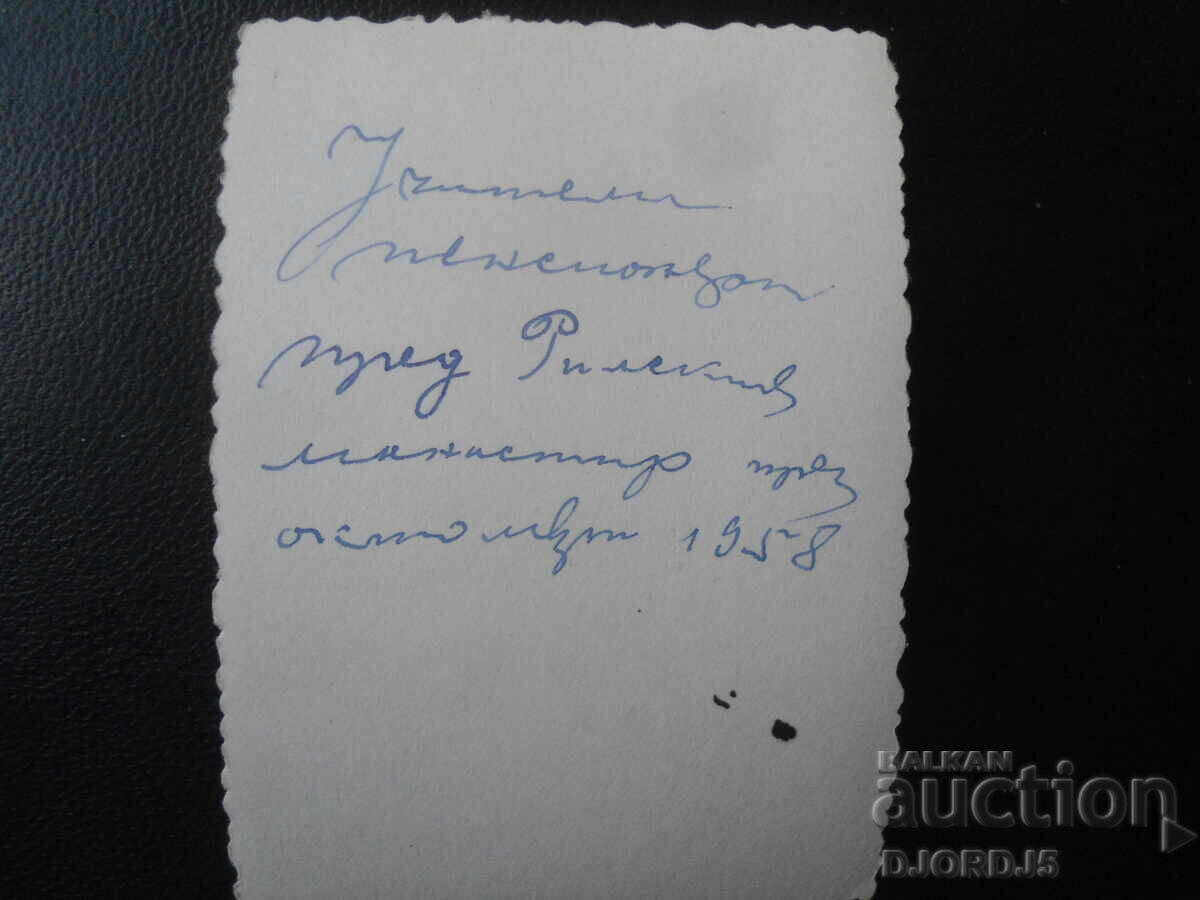 Учители
пенсионери
пред Рилския
манастир през
октомври 1958
BALKAN
auction
DJORDJ5